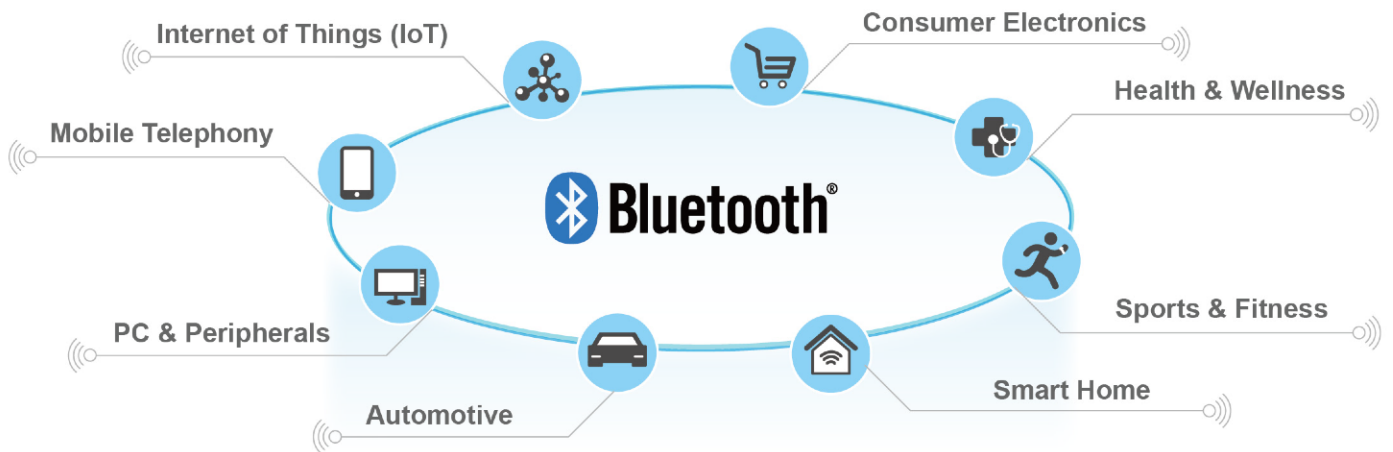 Internet of Things (IoT)
Consumer Electronics
Mobile Telephony
Health & Wellness
Bluetooth®
PC & Peripherals
Sports & Fitness
Automotive
Smart Home